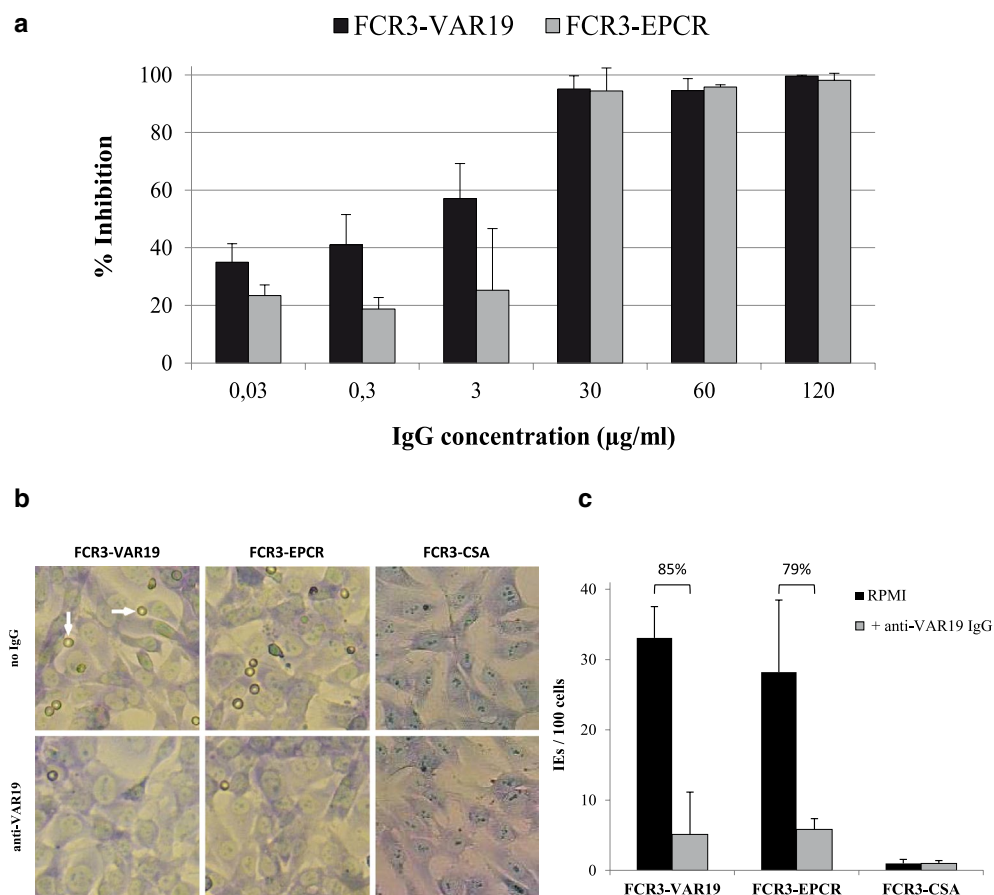 a
FCR3-VAR19 FCR3-EPCR
100
80
60
40
20
0
% Inhibition
0,03 0,3 3 30 60 120
IgG concentration (µg/ml)
b
FCR3-VAR19 FCR3-EPCR FCR3-CSA
no IgG
anti-VAR19
c
85% 79%
RPMI
+ anti-VAR19 IgG
40
30
20
10
0
IEs / 100 cells
FCR3-VAR19 FCR3-EPCR FCR3-CSA